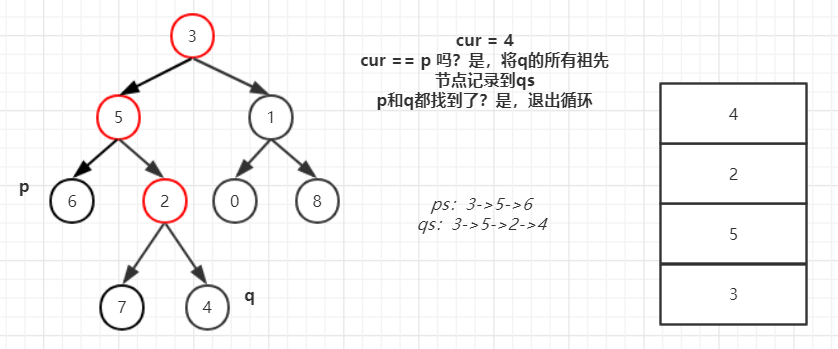 3
cur = 4
cur == p 吗？是，将q的所有祖先
节点记录到qs
p和q都找到了？是，退出循环
5
1
4
2
p
6
2
0
8
ps：3->5->6
qs：3->5->2->4
5
7
4
q
3